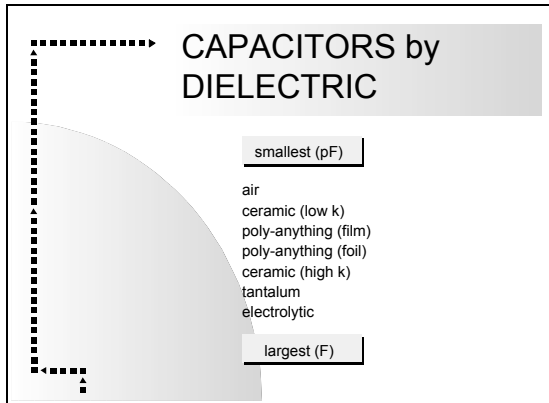 CAPACITORS by
DIELECTRIC
smallest (pF)
air
ceramic (low k)
poly-anything (film)
poly-anything (foil)
ceramic (high k)
tantalum
electrolytic
largest (F)